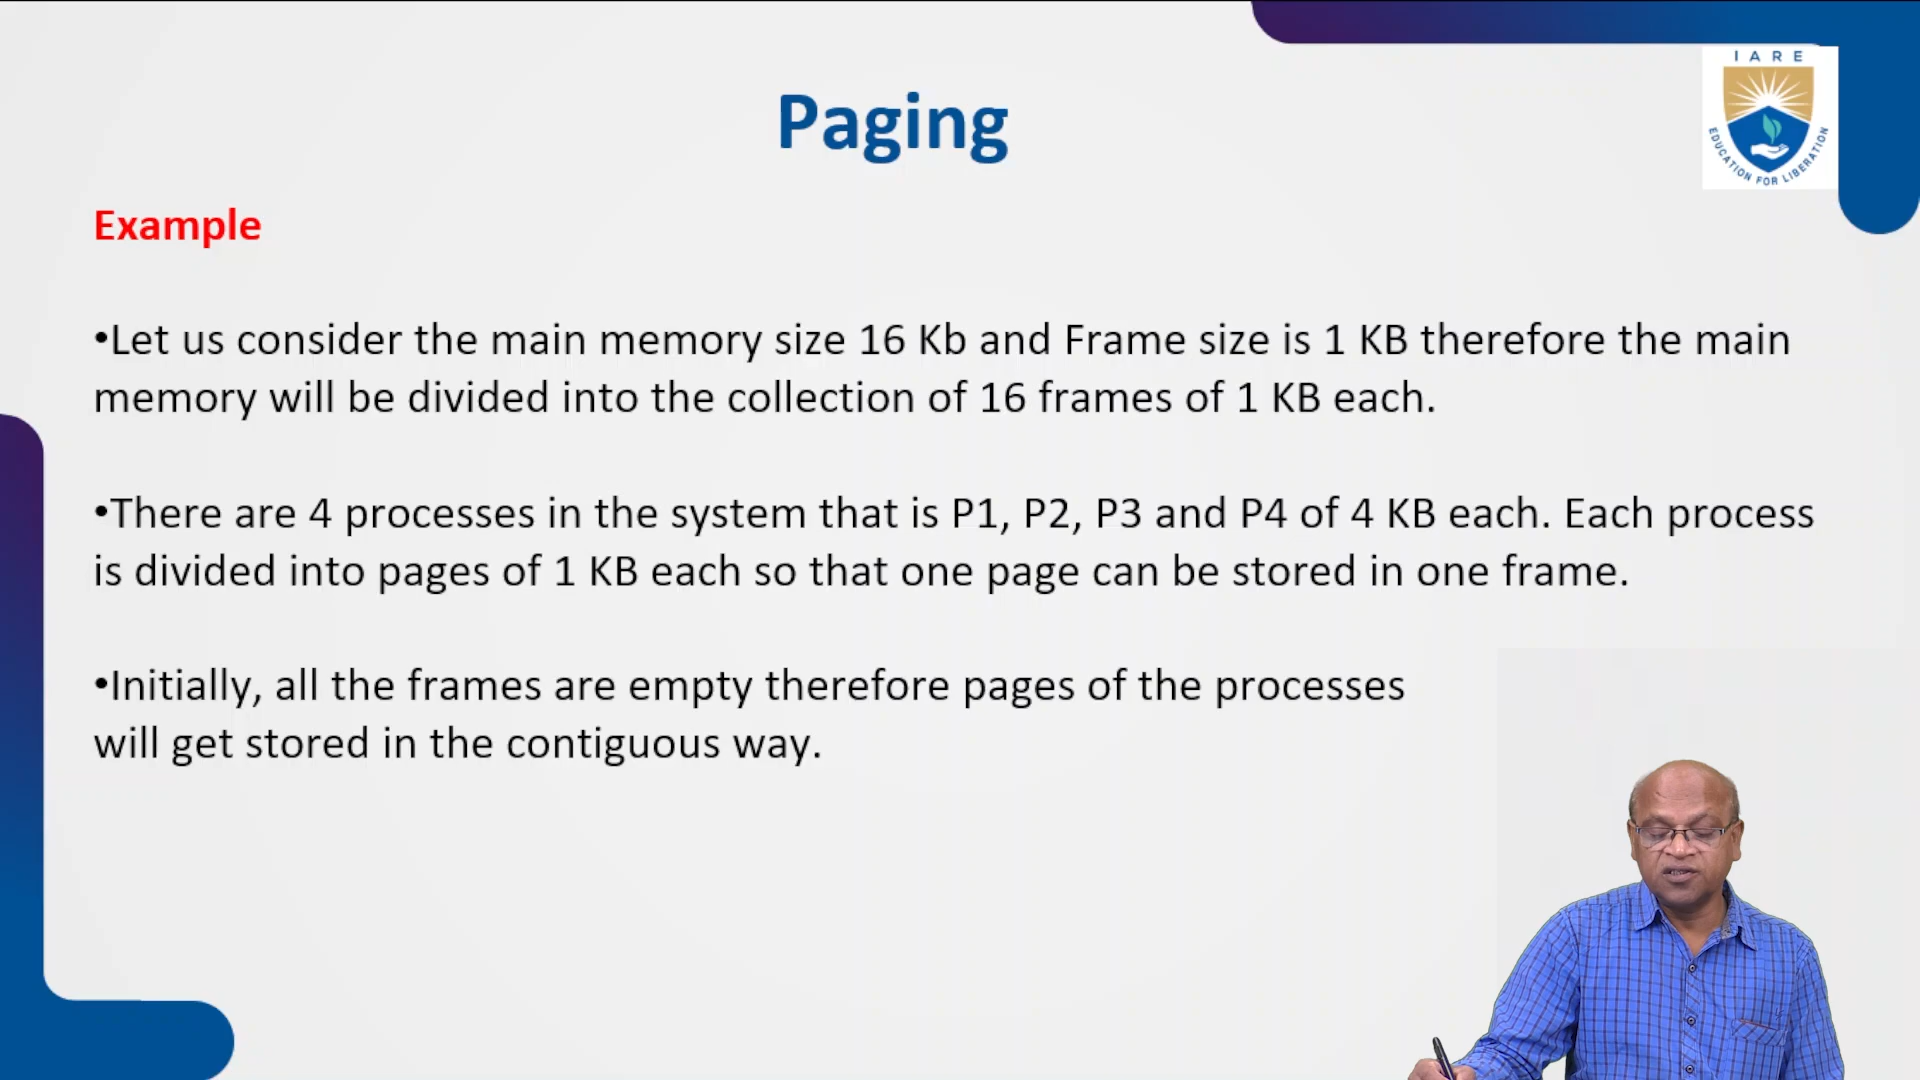 IARE
EDUCATION FOR LIBERATION
Paging
Example
•Let us consider the main memory size 16 Kb and Frame size is 1 KB therefore the main
memory will be divided into the collection of 16 frames of 1 KB each.
•There are 4 processes in the system that is P1, P2, P3 and P4 of 4 KB each. Each process
is divided into pages of 1 KB each so that one page can be stored in one frame.
•Initially, all the frames are empty therefore pages of the processes
will get stored in the contiguous way.